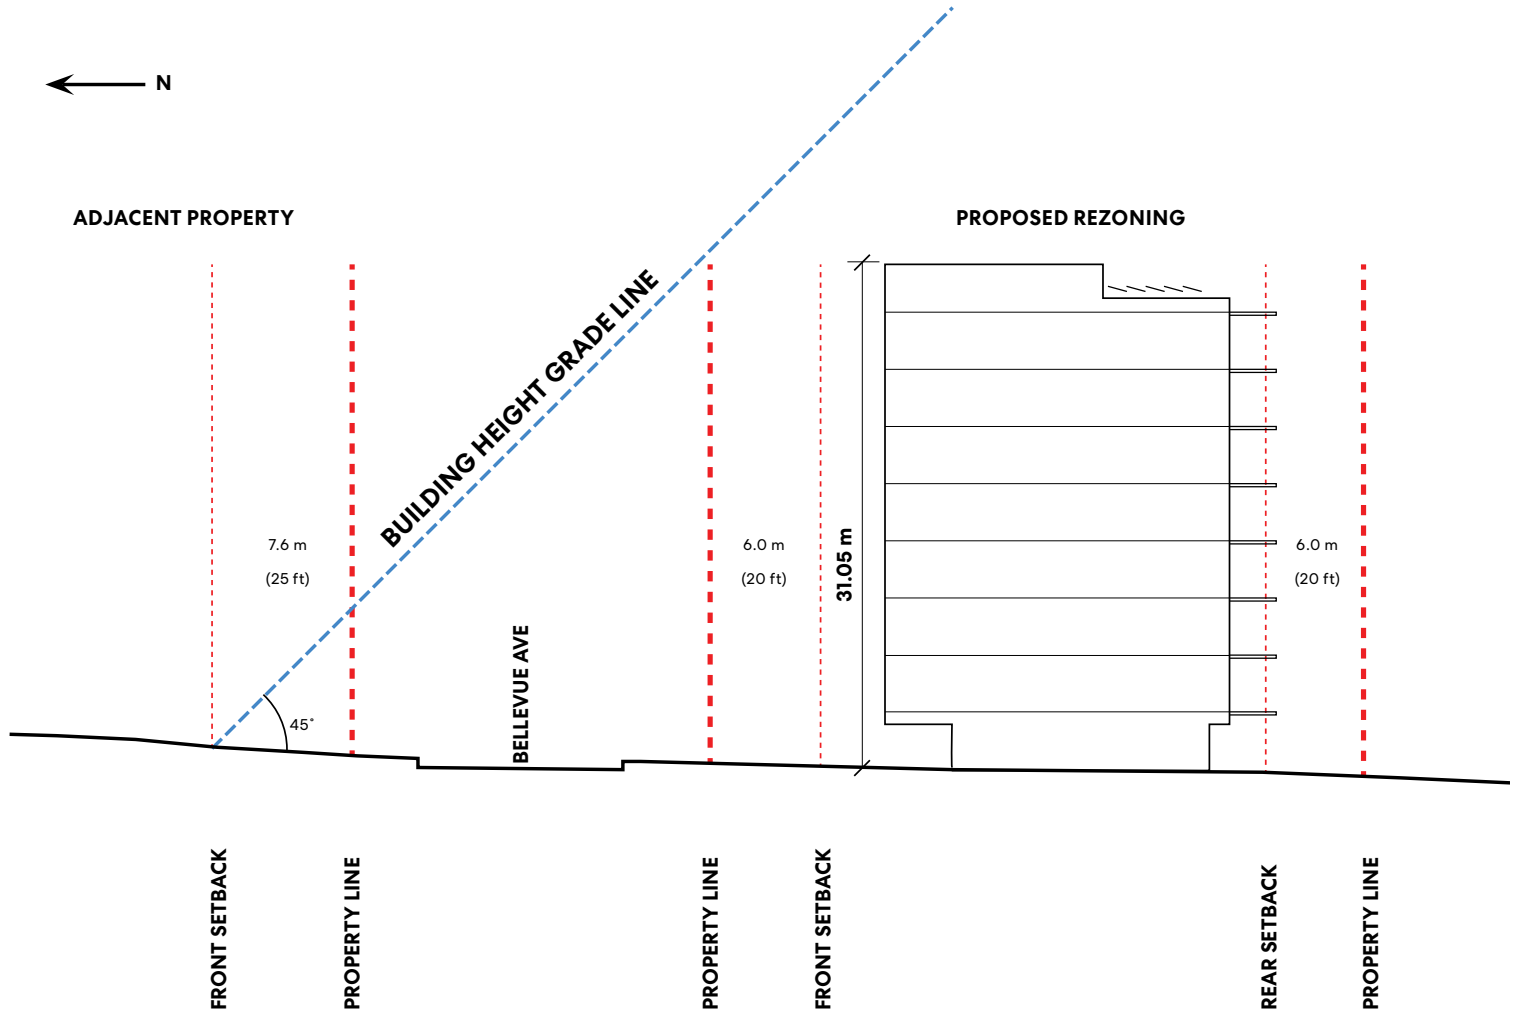 N
ADJACENT PROPERTY
PROPOSED REZONING
BUILDING HEIGHT GRADE LINE
7.6 m
(25 ft)
6.0 m
(20 ft)
31.05 m
6.0 m
(20 ft)
45°
BELLEVUE AVE
FRONT SETBACK
PROPERTY LINE
PROPERTY LINE
FRONT SETBACK
REAR SETBACK
PROPERTY LINE